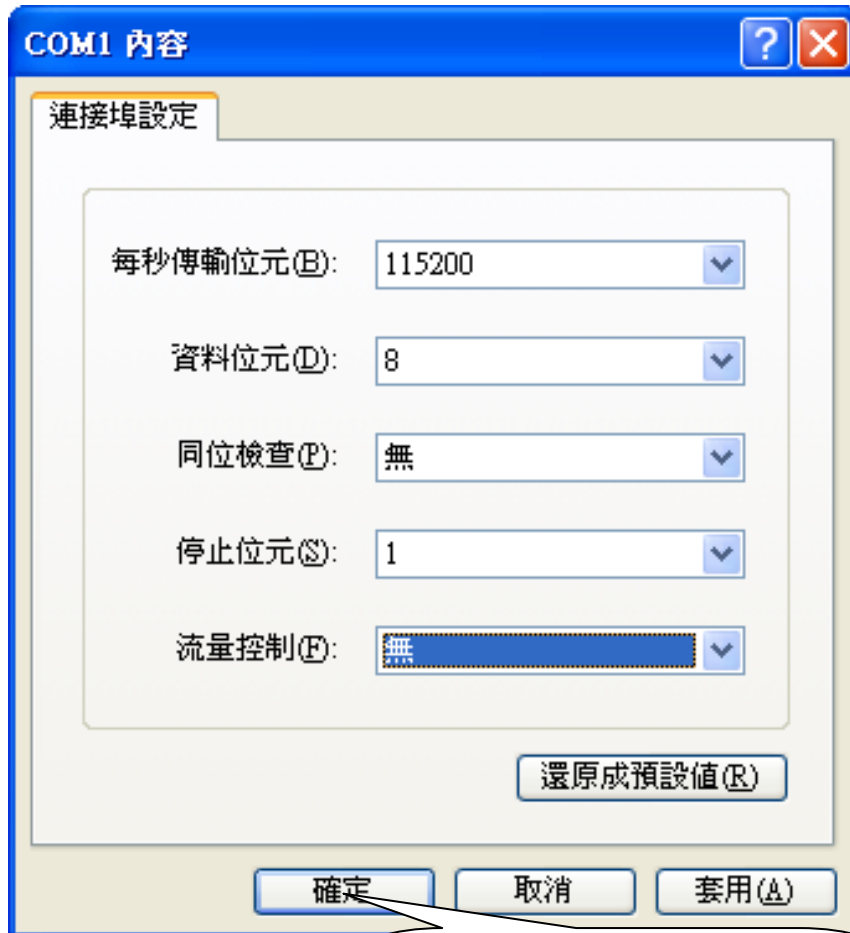 COM1 內容
連接埠設定
每秒傳輸位元(B): 115200
資料位元(D): 8
同位檢查(P): 無
停止位元(S): 1
流量控制(F): 無
還原成預設值(R)
確定 取消 套用(A)